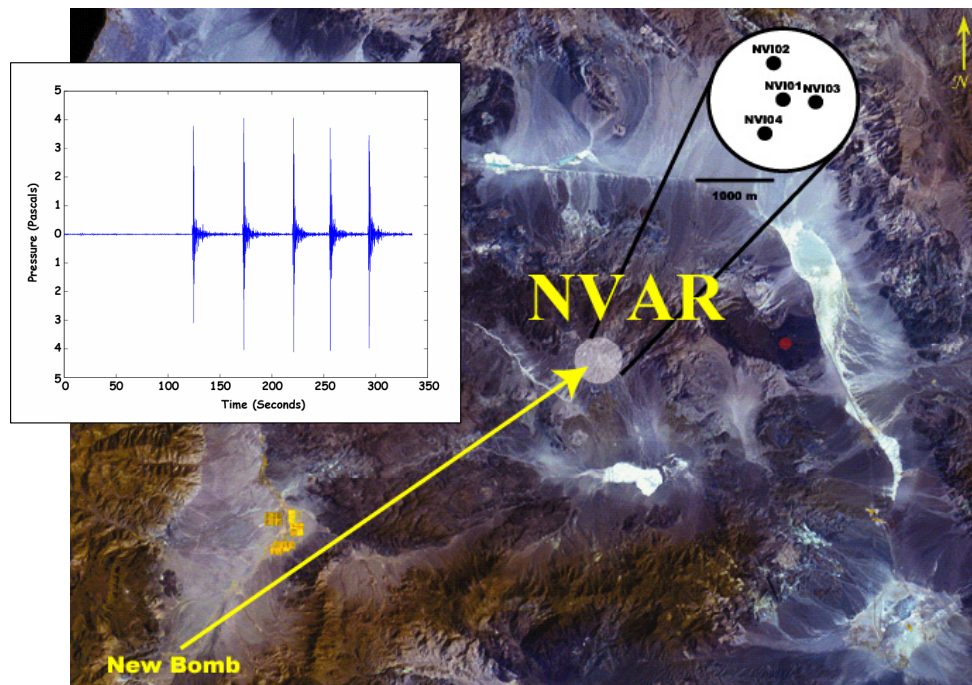 NVI02
NVI01
NVI03
NVI04
N
1000 m
5
4
3
2
1
0
1
2
3
4
5
Pressure (Pascals)
0
50
100
150
200
250
300
350
Time (Seconds)
NVAR
New Bomb